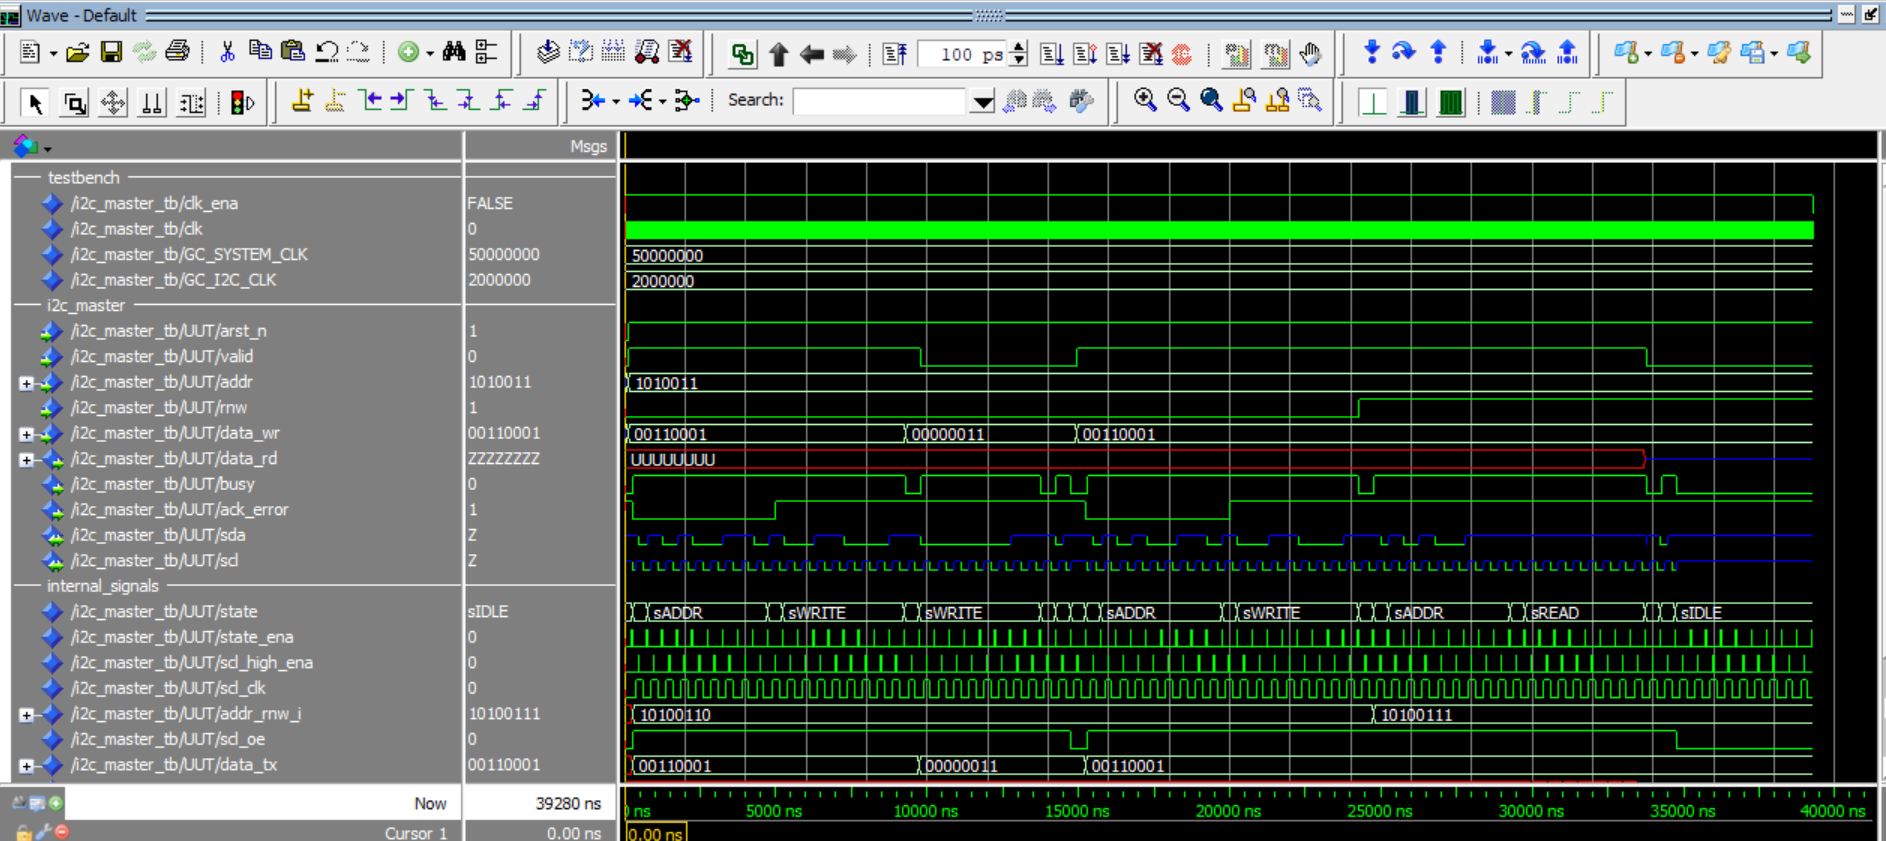 Wave - Default
100 ps
Search:
Msgs
testbench
/i2c_master_tb/clk_ena FALSE
/i2c_master_tb/clk 0
/i2c_master_tb/GC_SYSTEM_CLK 50000000 50000000
/i2c_master_tb/GC_I2C_CLK 2000000 2000000
i2c_master
/i2c_master_tb/UUT/arst_n 1
/i2c_master_tb/UUT/valid 0
/i2c_master_tb/UUT/addr 1010011 1010011
/i2c_master_tb/UUT/rnw 1
/i2c_master_tb/UUT/data_wr 00110001 00110001 00000011 00110001
/i2c_master_tb/UUT/data_rd ZZZZZZZZ UUUUUUUU
/i2c_master_tb/UUT/busy 0
/i2c_master_tb/UUT/ack_error 1
/i2c_master_tb/UUT/sda Z
/i2c_master_tb/UUT/scl Z
internal_signals
/i2c_master_tb/UUT/state sIDLE sADDR sWRITE sWRITE sADDR sWRITE sADDR sREAD sIDLE
/i2c_master_tb/UUT/state_ena 0
/i2c_master_tb/UUT/scl_high_ena 0
/i2c_master_tb/UUT/scl_clk 0
/i2c_master_tb/UUT/addr_rnw_i 10100111 10100110 10100111
/i2c_master_tb/UUT/scl_oe 0
/i2c_master_tb/UUT/data_tx 00110001 00110001 00000011 00110001
Now 39280 ns ns 5000 ns 10000 ns 15000 ns 20000 ns 25000 ns 30000 ns 35000 ns 40000 ns
Cursor 1 0.00 ns 0.00 ns